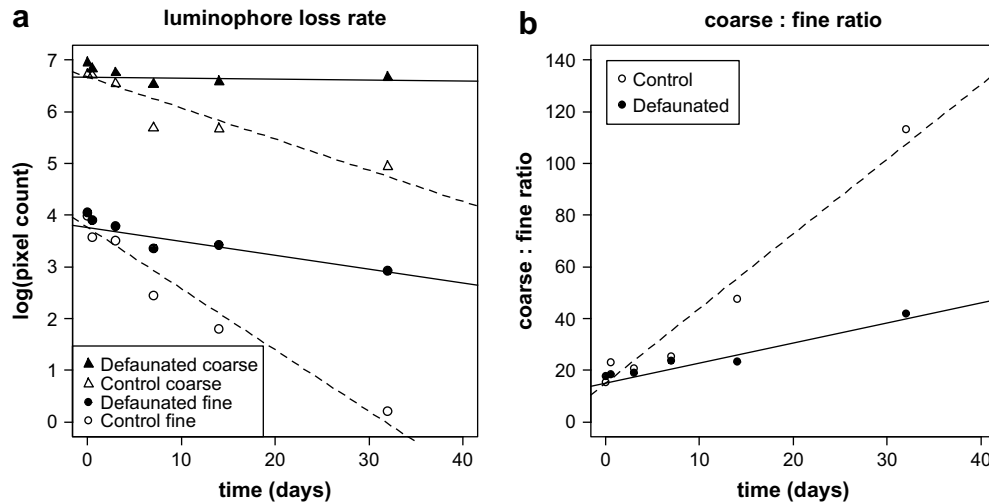 a
luminophore loss rate
log(pixel count)
7
6
5
4
3
2
1
0
Defaunated coarse
Control coarse
Defaunated fine
Control fine
0 10 20 30 40
time (days)
b
coarse : fine ratio
coarse : fine ratio
140
120
100
80
60
40
20
0
Control
Defaunated
0 10 20 30 40
time (days)